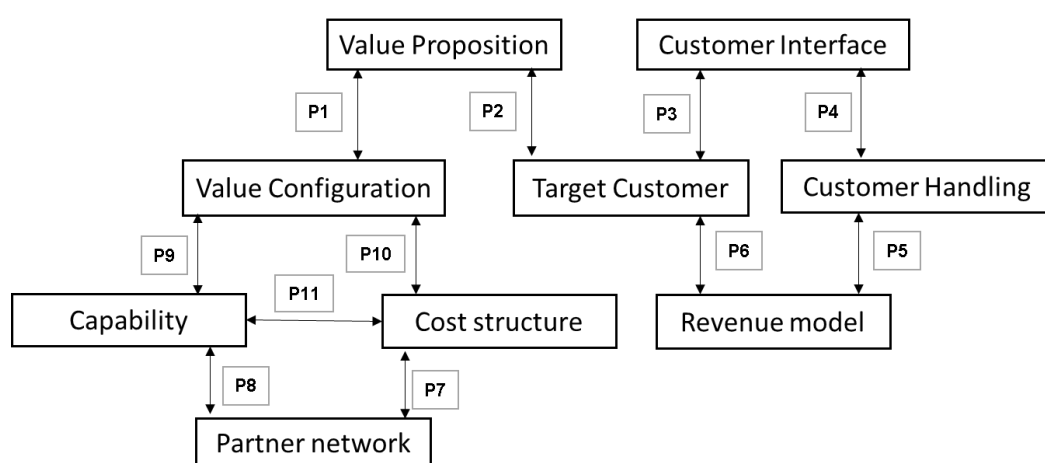 Value Proposition
Customer Interface
P1
P2
P3
P4
Value Configuration
Target Customer
Customer Handling
P9
P10
P6
P5
P11
Capability
Cost structure
Revenue model
P8
P7
Partner network